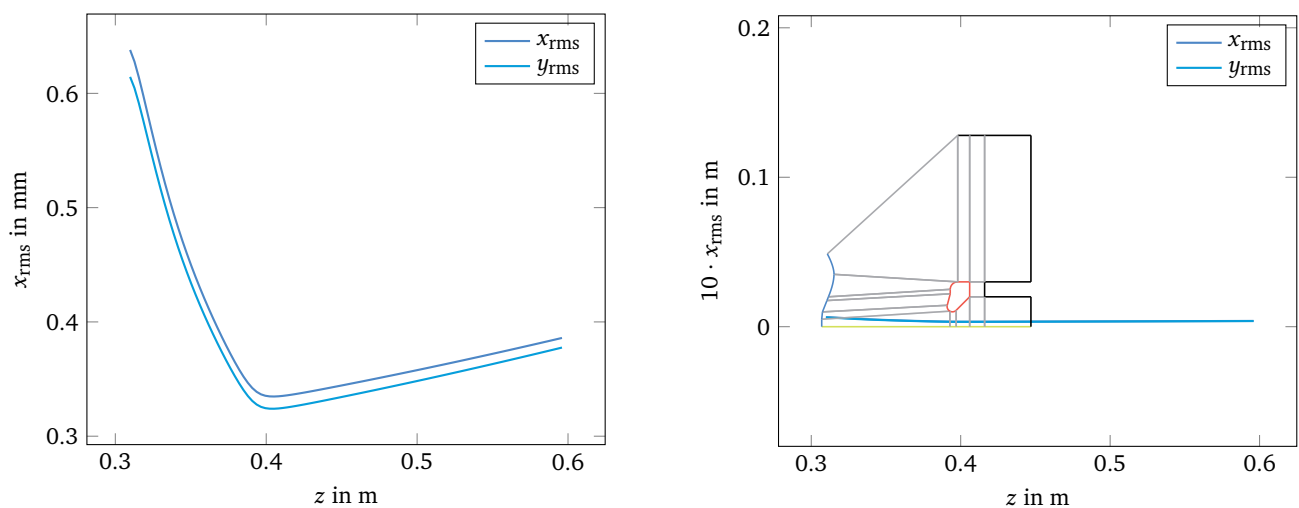 x_rms
y_rms
0.6
0.5
0.4
0.3
x_rms in mm
0.3 0.4 0.5 0.6
z in m
x_rms
y_rms
0.2
0.1
0
10 · x_rms in m
0.3 0.4 0.5 0.6
z in m